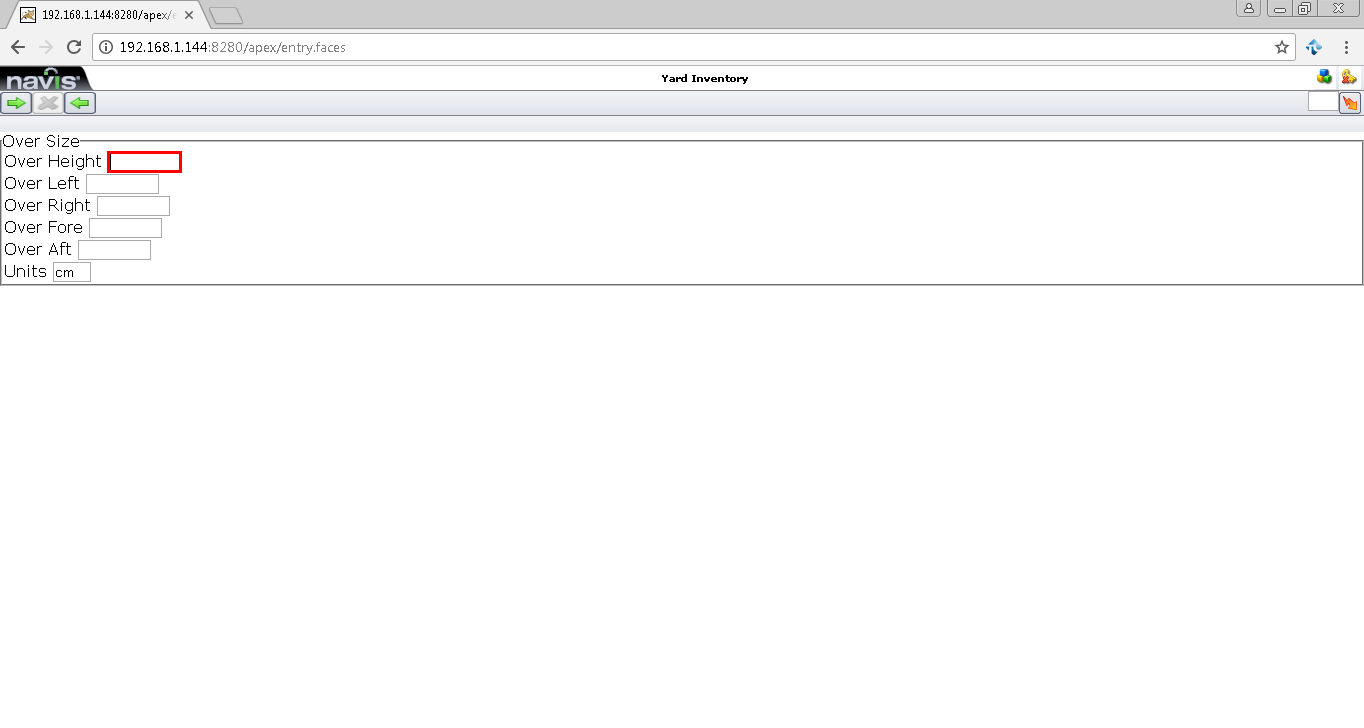 192.168.1.144:8280/apex/e
192.168.1.144:8280/apex/entry.faces
navis
Yard Inventory
Over Size
Over Height
Over Left
Over Right
Over Fore
Over Aft
Units cm